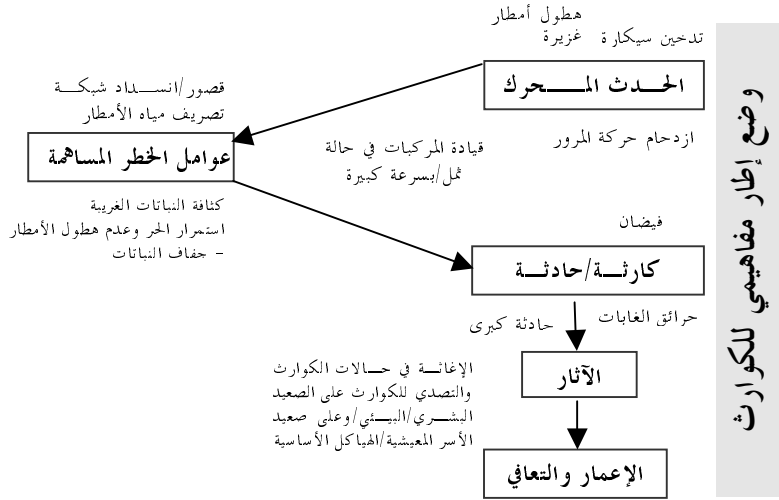 وضع إطار مفاهيمي للكوارث
هطول أمطار
غزيرة
تدخين سيكارة
الحدث المحرك
ازدحام حركة المرور
قصور/انسداد شبكة
تصريف مياه الأمطار
عوامل الخطر المساهمة
قيادة المركبات في حالة
ثمل/بسرعة كبيرة
كثافة النباتات الغريبة
استمرار الحر وعدم هطول الأمطار
– جفاف النباتات
فيضان
كارثة/حادثة
حرائق الغابات
حادثة كبرى
الآثار
الإغاثة في حالات الكوارث
والتصدي للكوارث على الصعيد
البشري/البيئي/وعلى صعيد
الأسر المعيشية/الهياكل الأساسية
الإعمار والتعافي